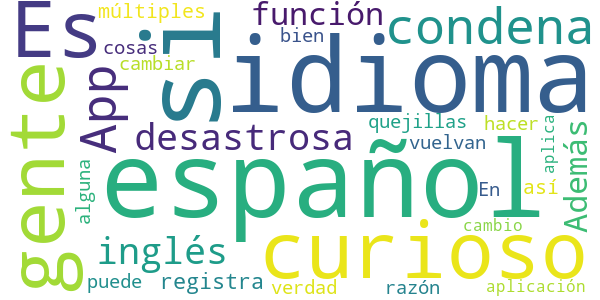 múltiples
función
Es
si
condena
cosas
bien
cambiar
idioma
gente
App
desastrosa
quejillas
hacer
vuelvan
Además
aplica
español
alguna
En
así
inglés
curioso
cambio
puede
registra
verdad
razón
aplicación